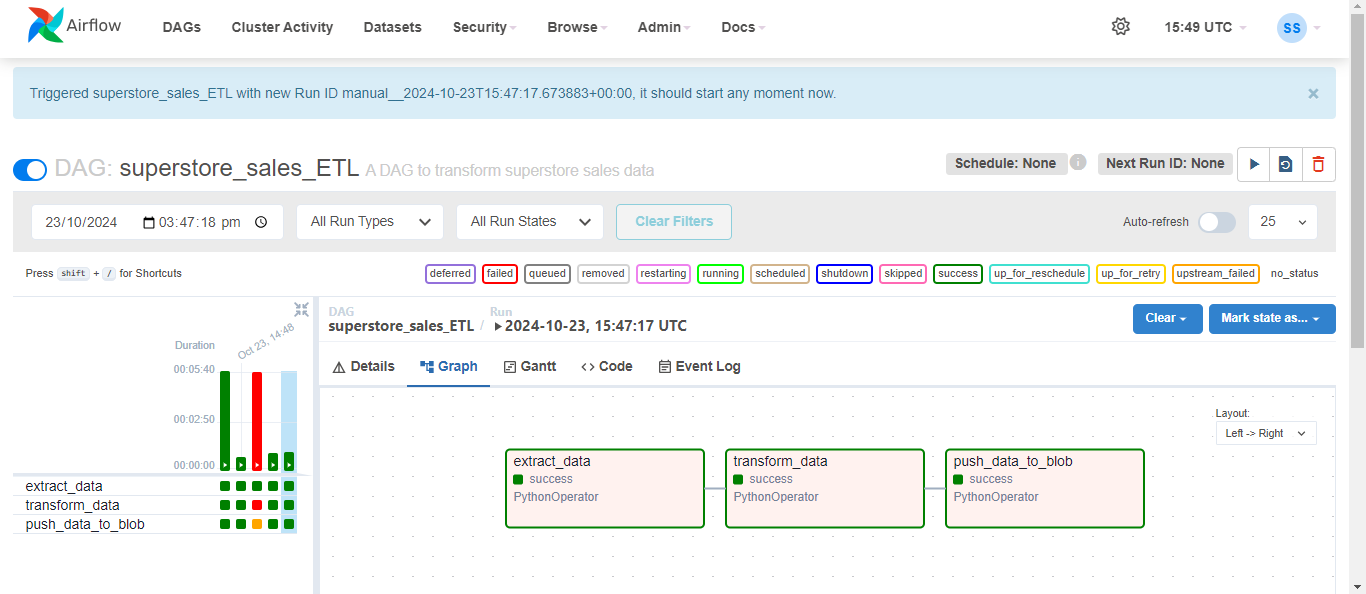 Airflow DAGs Cluster Activity Datasets Security Browse Admin Docs 15:49 UTC SS
Triggered superstore_sales_ETL with new Run ID manual__2024-10-23T15:47:17.673883+00:00, it should start any moment now. ×
DAG: superstore_sales_ETL A DAG to transform superstore sales data Schedule: None i Next Run ID: None
23/10/2024 03:47:18 pm All Run Types All Run States Clear Filters Auto-refresh 25
Press shift + / for Shortcuts deferred failed queued removed restarting running scheduled shutdown skipped success up_for_reschedule up_for_retry upstream_failed no_status
DAG Run
superstore_sales_ETL / 2024-10-23, 15:47:17 UTC Clear Mark state as...
Oct 23, 14:48
Duration
00:05:40
00:02:50
00:00:00
extract_data
transform_data
push_data_to_blob
Details Graph Gantt Code Event Log
Layout:
Left -> Right
extract_data
success
PythonOperator
transform_data
success
PythonOperator
push_data_to_blob
success
PythonOperator